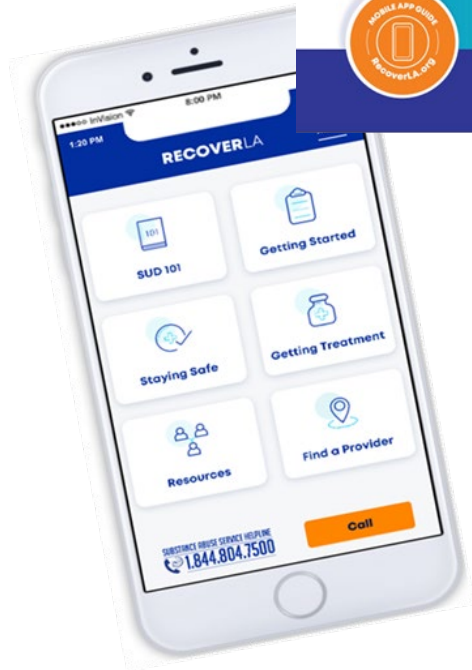 MOBILE APP GUIDE
RecoverLA.org
InVision
8:00 PM
1:20 PM
RECOVERLA
101
SUD 101
Getting Started
Staying Safe
Getting Treatment
Resources
Find a Provider
SUBSTANCE ABUSE SERVICE HELPLINE
1.844.804.7500
Call